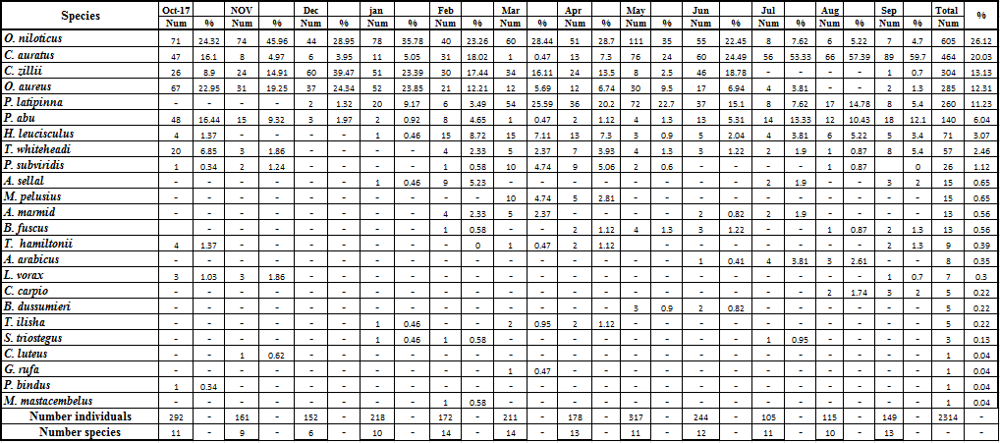 Species Oct-17 NOV Dec jan Feb Mar Apr May Jun Jul Aug Sep Total %
Num % Num % Num % Num % Num % Num % Num % Num % Num % Num % Num % Num % Num
O. niloticus 71 24.32 74 45.96 44 28.95 78 35.78 40 23.26 60 28.44 51 28.7 111 35 55 22.45 8 7.62 6 5.22 7 4.7 605 26.12
C. auratus 47 16.1 8 4.97 6 3.95 11 5.05 31 18.02 1 0.47 13 7.3 76 24 60 24.49 56 53.33 66 57.39 89 59.7 464 20.03
C. zillii 26 8.9 24 14.91 60 39.47 51 23.39 30 17.44 34 16.11 24 13.5 8 2.5 46 18.78 - - - - 1 0.7 304 13.13
O. aureus 67 22.95 31 19.25 37 24.34 52 23.85 21 12.21 12 5.69 12 6.74 30 9.5 17 6.94 4 3.81 - - 2 1.3 285 12.31
P. latipinna - - - - 2 1.32 20 9.17 6 3.49 54 25.59 36 20.2 72 22.7 37 15.1 8 7.62 17 14.78 8 5.4 260 11.23
P. abu 48 16.44 15 9.32 3 1.97 2 0.92 8 4.65 1 0.47 2 1.12 4 1.3 13 5.31 14 13.33 12 10.43 18 12.1 140 6.04
H. leucisculus 4 1.37 - - - - 1 0.46 15 8.72 15 7.11 13 7.3 3 0.9 5 2.04 4 3.81 6 5.22 5 3.4 71 3.07
T. whiteheadi 20 6.85 3 1.86 - - - - 4 2.33 5 2.37 7 3.93 4 1.3 3 1.22 2 1.9 1 0.87 8 5.4 57 2.46
P. subviridis 1 0.34 2 1.24 - - - - 1 0.58 10 4.74 9 5.06 2 0.6 - - - - 1 0.87 0 26 1.12
A. sellal - - - - - - 1 0.46 9 5.23 - - - - - - - - 2 1.9 - - 3 2 15 0.65
M. pelusius - - - - - - - - - - 10 4.74 5 2.81 - - - - - - - - - - 15 0.65
A. marmid - - - - - - - - 4 2.33 5 2.37 - - - - 2 0.82 2 1.9 - - - - 13 0.56
B. fuscus - - - - - - - - 1 0.58 - - 2 1.12 4 1.3 3 1.22 - - 1 0.87 2 1.3 13 0.56
T. hamiltonii 4 1.37 - - - - - - 0 1 0.47 2 1.12 - - - - - - - - 2 1.3 9 0.39
A. arabicus - - - - - - - - - - - - - - - - 1 0.41 4 3.81 3 2.61 - - 8 0.35
L. vorax 3 1.03 3 1.86 - - - - - - - - - - - - - - - - - - 1 0.7 7 0.3
C. carpio - - - - - - - - - - - - - - - - - - - - 2 1.74 3 2 5 0.22
B. dussumieri - - - - - - - - - - - - - - 3 0.9 2 0.82 - - - - - - 5 0.22
T. ilisha - - - - - - 1 0.46 - - 2 0.95 2 1.12 - - - - - - - - - - 5 0.22
S. triostegus - - - - - - 1 0.46 1 0.58 - - - - - - - - 1 0.95 - - - - 3 0.13
C. luteus - - 1 0.62 - - - - - - - - - - - - - - - - - - - - 1 0.04
G. rufa - - - - - - - - - - 1 0.47 - - - - - - - - - - - - 1 0.04
P. bindus 1 0.34 - - - - - - - - - - - - - - - - - - - - - - 1 0.04
M. mastacembelus - - - - - - - - 1 0.58 - - - - - - - - - - - - - - 1 0.04
Number individuals 292 - 161 - 152 - 218 - 172 - 211 - 178 - 317 - 244 - 105 - 115 - 149 - 2314 -
Number species 11 - 9 - 6 - 10 - 14 - 14 - 13 - 11 - 12 - 11 - 10 - 13 - - -